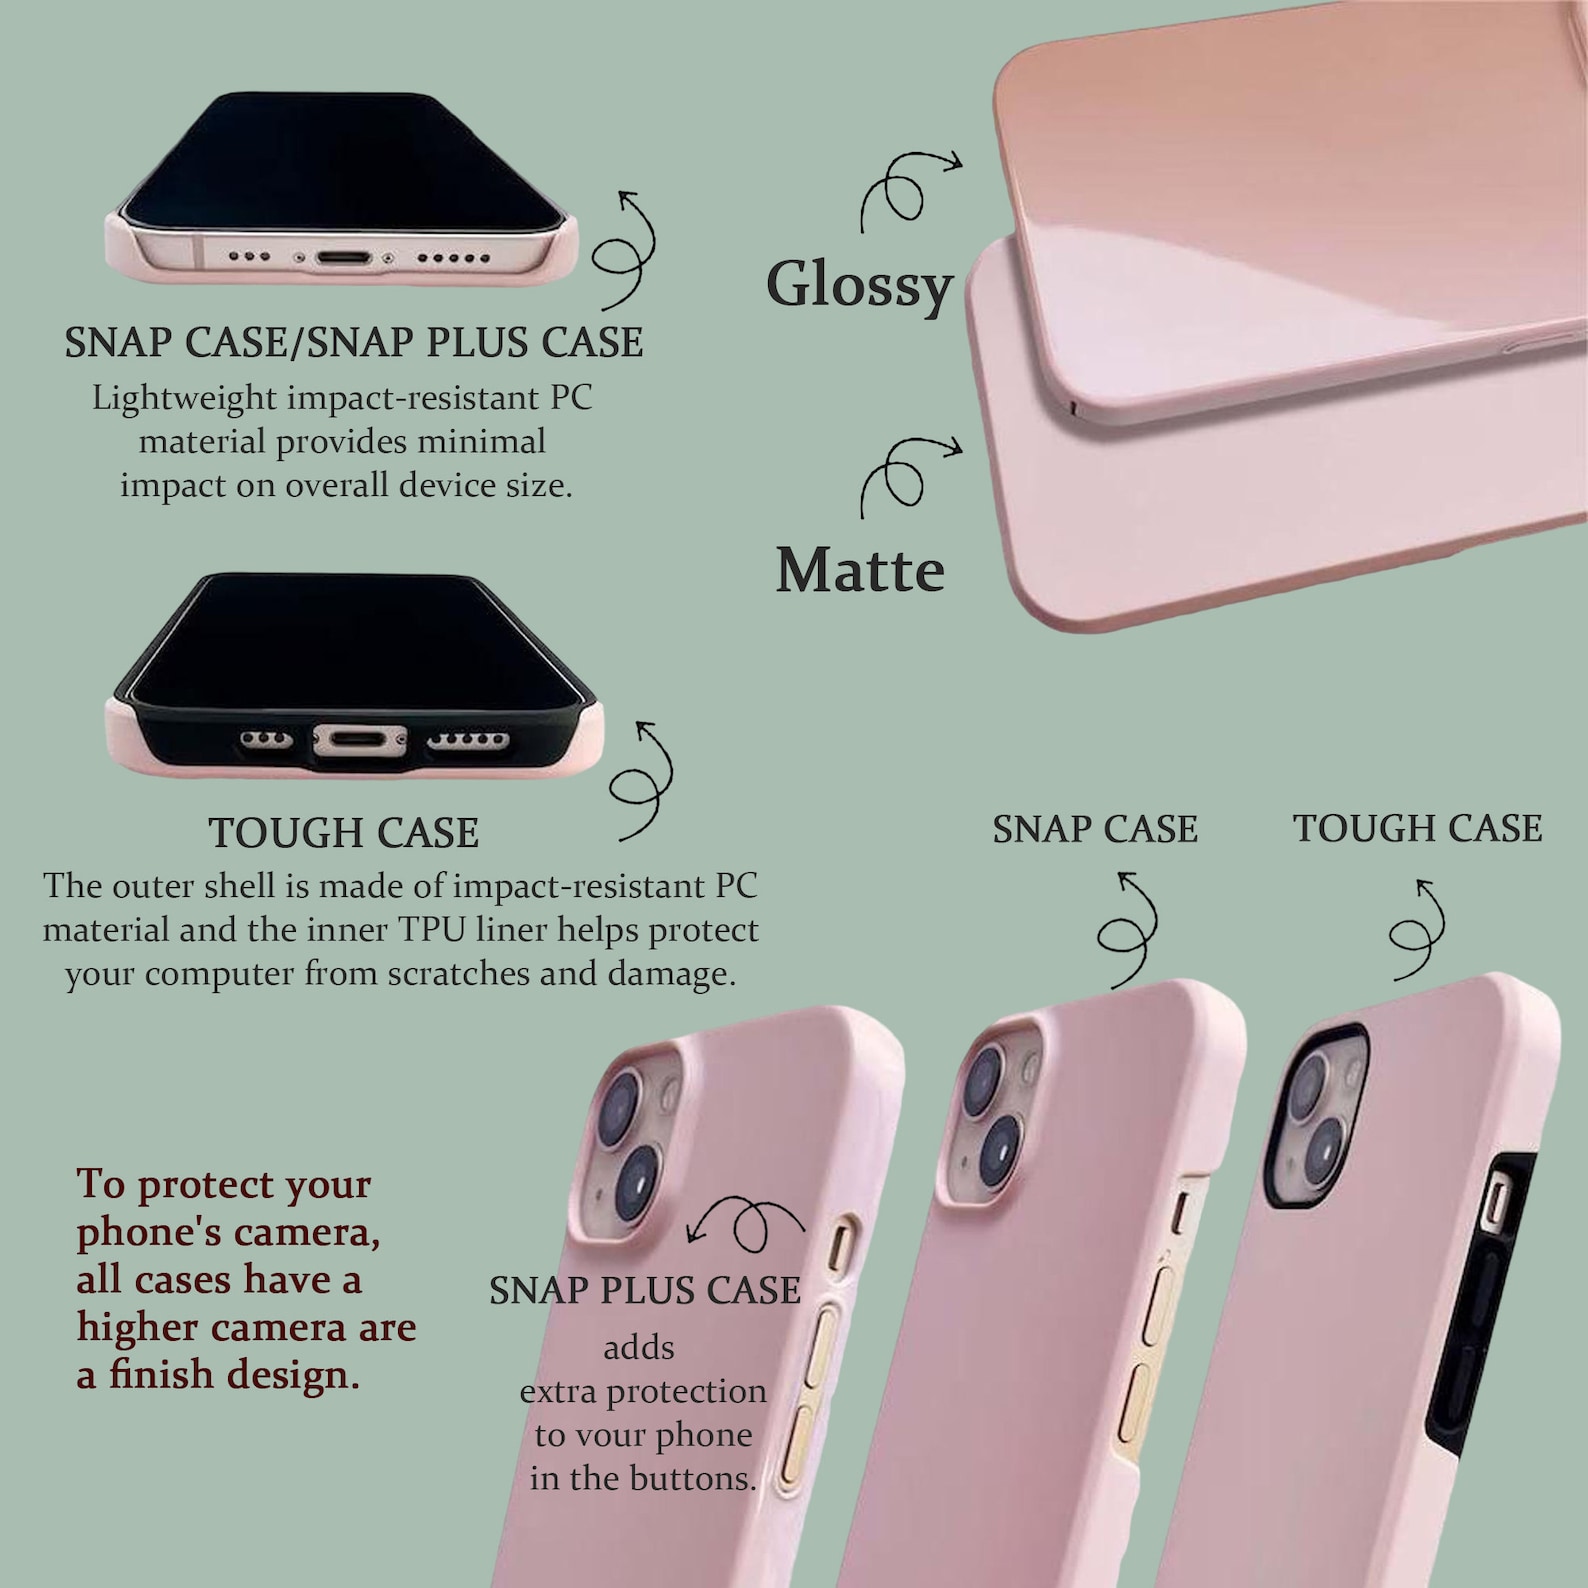 SNAP CASE/SNAP PLUS CASE
Lightweight impact-resistant PC
material provides minimal
impact on overall device size.
Glossy
Matte
TOUGH CASE
The outer shell is made of impact-resistant PC
material and the inner TPU liner helps protect
your computer from scratches and damage.
SNAP CASE
TOUGH CASE
To protect your
phone's camera,
all cases have a
higher camera are
a finish design.
SNAP PLUS CASE
adds
extra protection
to vour phone
in the buttons.